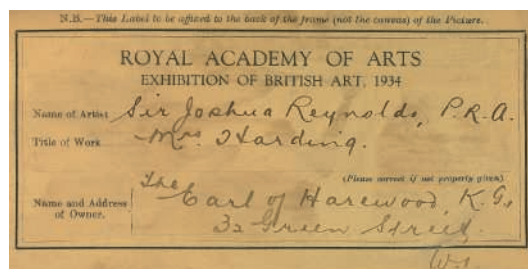 N.B.—This Label to be affixed to the back of the frame (not the canvas) of the Picture.
ROYAL ACADEMY OF ARTS
EXHIBITION OF BRITISH ART, 1934
Name of Artist Sir Joshua Reynolds, P.R.A.
Title of Work Mrs Harding.
(Please correct if not properly given)
Name and Address of Owner.
The Earl of Harewood, K.G.,
32 Green Street,
W.1.